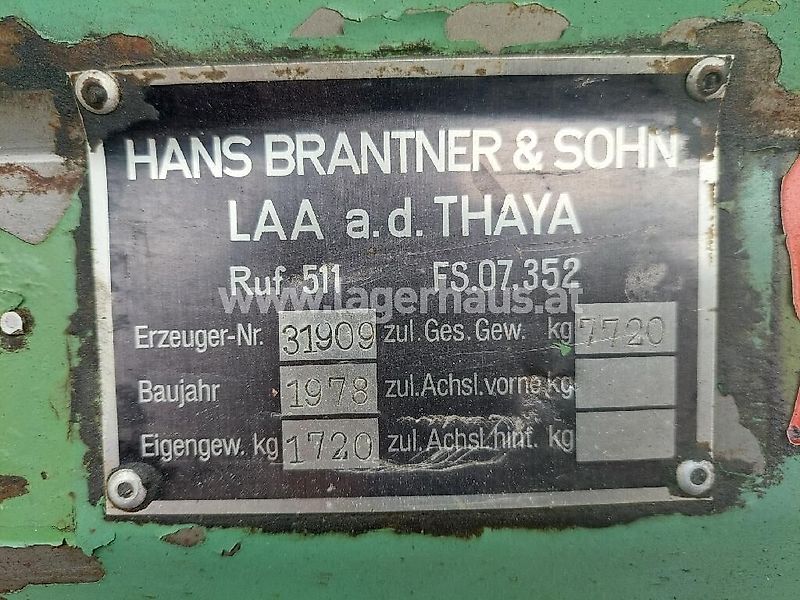 HANS BRANTNER & SOHN
LAA a.d. THAYA
Ruf 511 FS.07.352
www.lagerhaus.at
Erzeuger-Nr. 31909 zul. Ges. Gew. kg 7720
Baujahr 1978 zul. Achsl. vorne kg
Eigengew. kg 1720 zul. Achsl. hint. kg